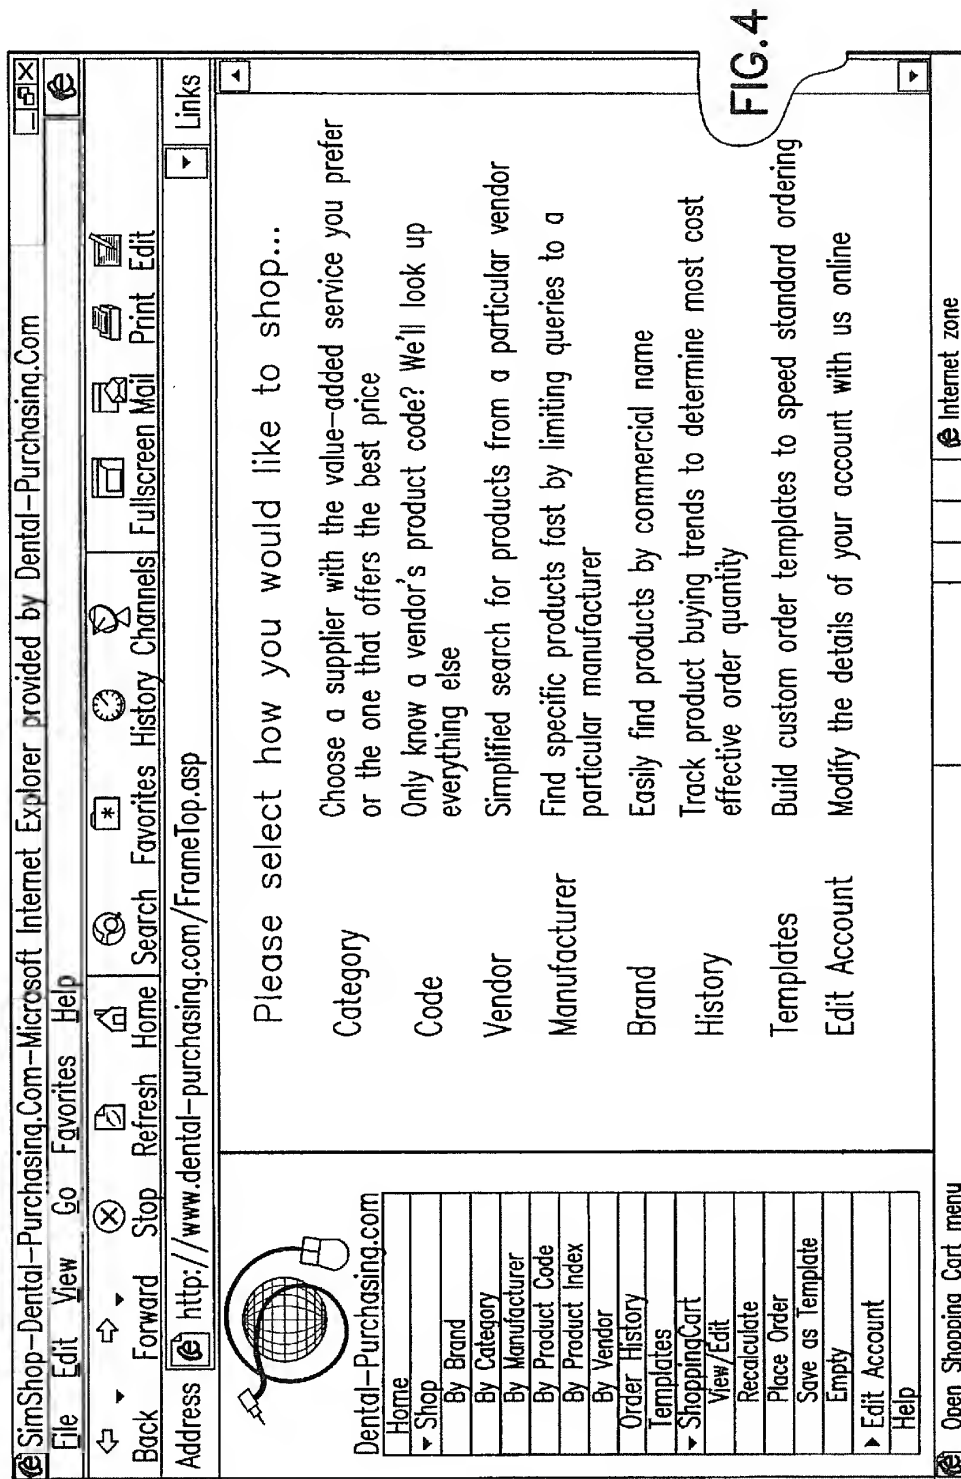 SimShop-Dental-Purchasing.Com-Microsoft Internet Explorer provided by Dental-Purchasing.Com
File Edit View Go Favorites Help
Back Forward Stop Refresh Home Search Favorites History Channels Fullscreen Mail Print Edit
Address http://www.dental-purchasing.com/FrameTop.asp Links
Dental-Purchasing.com
Home
Shop
By Brand
By Category
By Manufacturer
By Product Code
By Product Index
By Vendor
Order History
Templates
ShoppingCart
View/Edit
Recalculate
Place Order
Save as Template
Empty
Edit Account
Help
Please select how you would like to shop...
Category Choose a supplier with the value-added service you prefer
or the one that offers the best price
Code Only know a vendor's product code? We'll look up
everything else
Vendor Simplified search for products from a particular vendor
Manufacturer Find specific products fast by limiting queries to a
particular manufacturer
Brand Easily find products by commercial name
History Track product buying trends to determine most cost
effective order quantity
Templates Build custom order templates to speed standard ordering
Edit Account Modify the details of your account with us online
Open Shopping Cart menu Internet zone
FIG.4